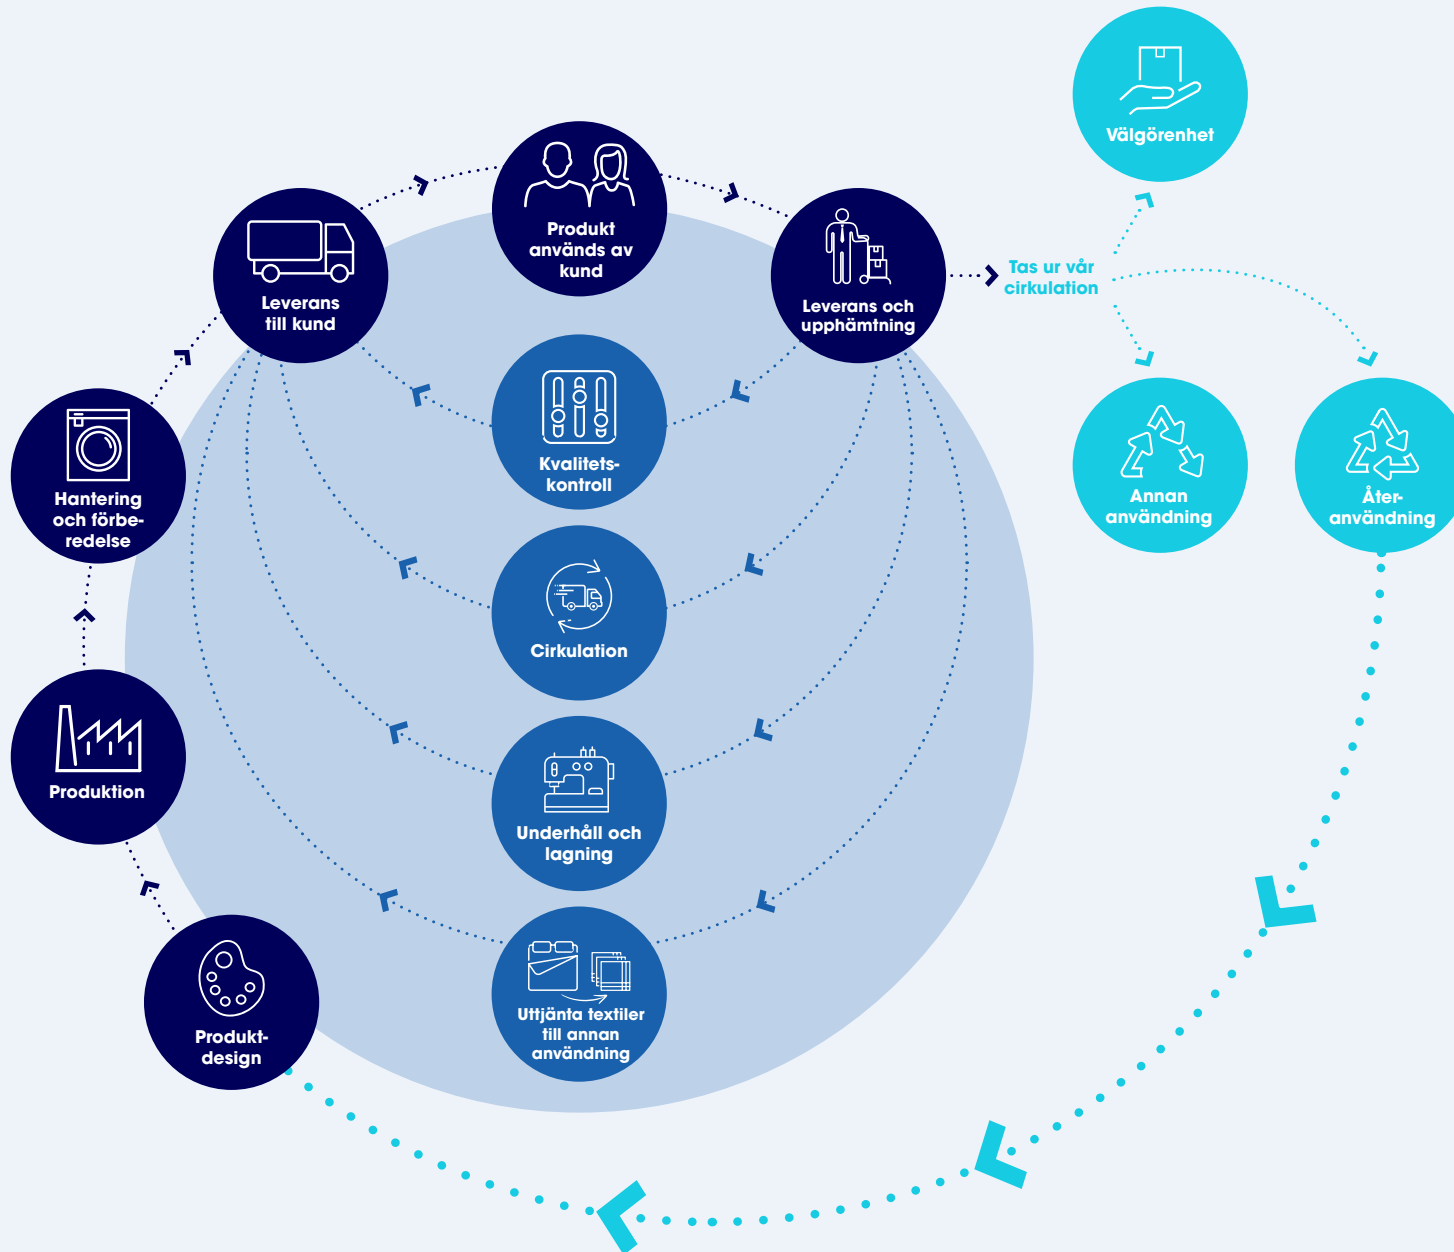 Välgörenhet
Produkt
används av
kund
Leverans
till kund
Leverans och
upphämtning
Tas ur vår
cirkulation
Kvalitets-
kontroll
Hantering
och förbe-
redelse
Annan
användning
Åter-
användning
Cirkulation
Produktion
Underhåll och
lagning
Uttjänta textiler
till annan
användning
Produkt-
design